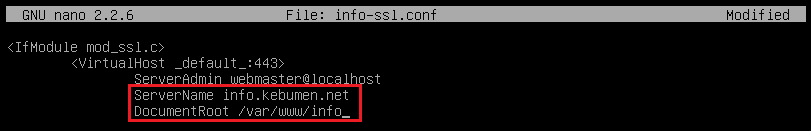 GNU nano 2.2.6 File: info-ssl.conf Modified
<IfModule mod_ssl.c>
<VirtualHost _default_:443>
ServerAdmin webmaster@localhost
ServerName info.kebumen.net
DocumentRoot /var/www/info_